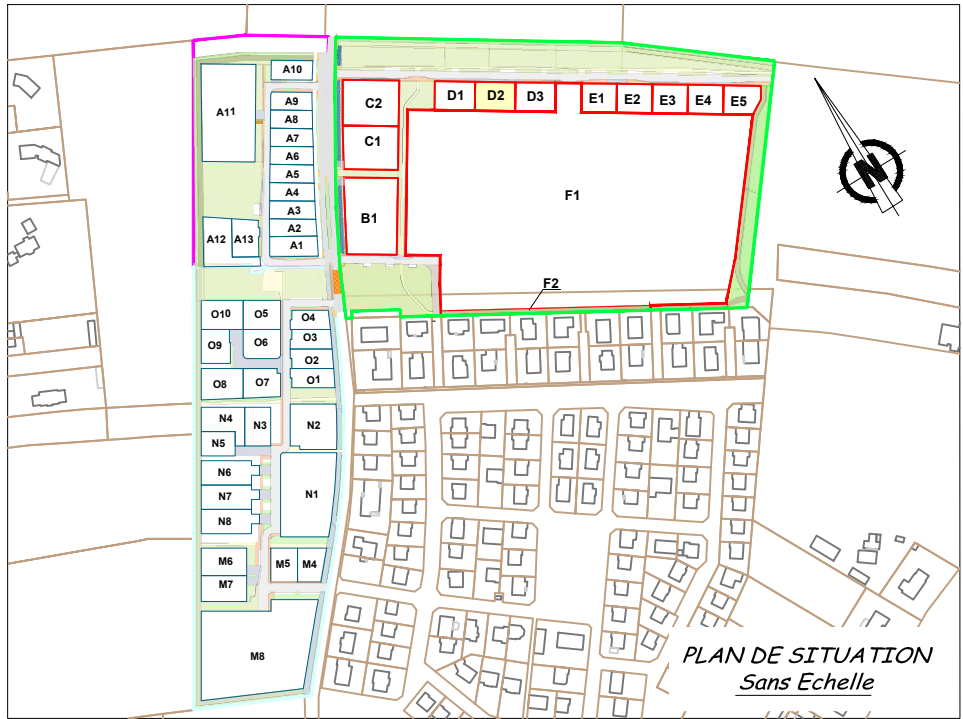 A10
A11
A9
A8
A7
A6
A5
A4
A3
A2
A1
A12 A13
C2
C1
B1
D1 D2 D3
E1 E2 E3 E4 E5
F1
F2
N
O10 O5
O9 O6
O8 O7
O4
O3
O2
O1
N4 N3
N5
N2
N6
N7
N8
N1
M6
M7
M5 M4
M8
PLAN DE SITUATION
Sans Echelle